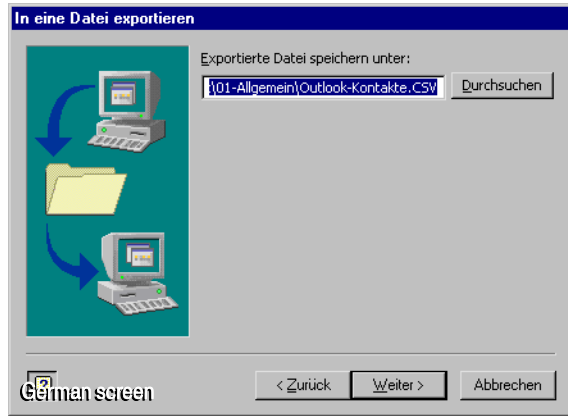 In eine Datei exportieren
Exportierte Datei speichern unter:
\01-Allgemein\Outlook-Kontakte.CSV
Durchsuchen
German screen
?
< Zurück
Weiter >
Abbrechen